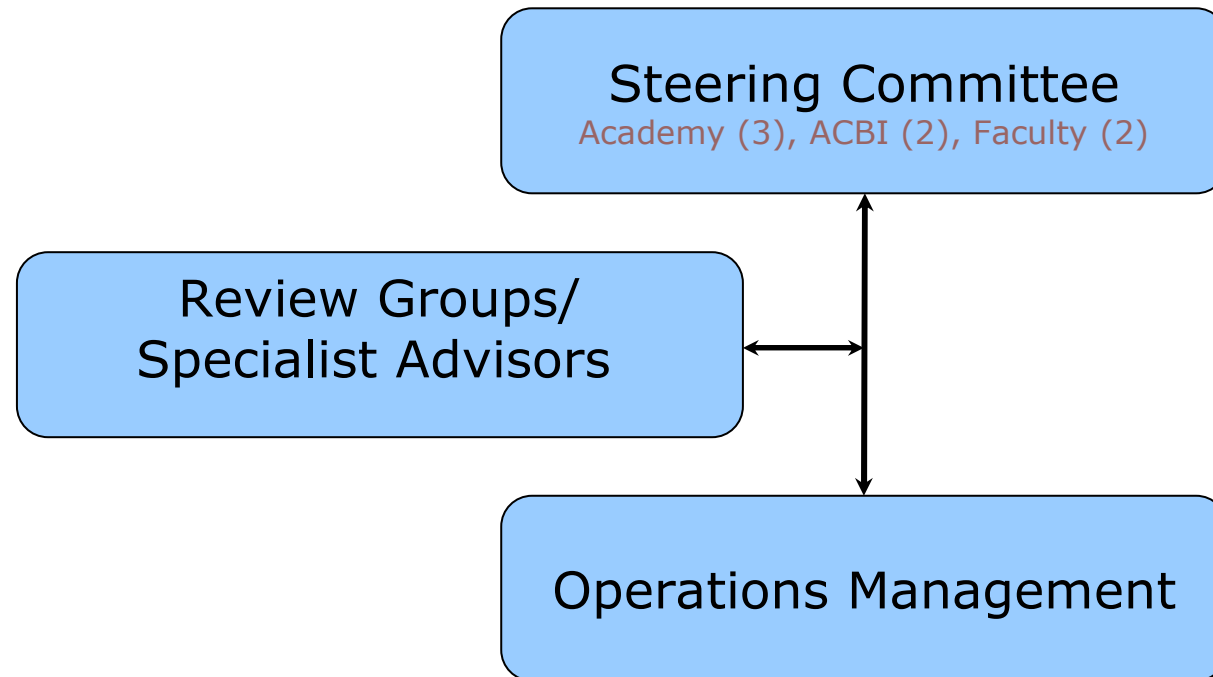 Steering Committee
Academy (3), ACBI (2), Faculty (2)
Review Groups/
Specialist Advisors
Operations Management